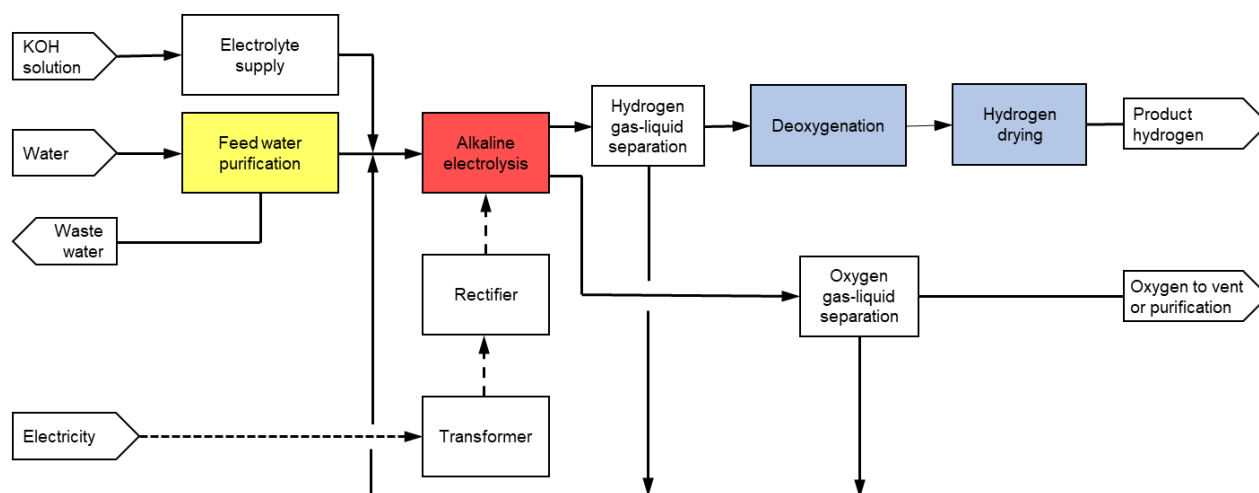 KOH
solution
Electrolyte
supply
Water
Feed water
purification
Alkaline
electrolysis
Hydrogen
gas-liquid
separation
Deoxygenation
Hydrogen
drying
Product
hydrogen
Waste
water
Rectifier
Oxygen
gas-liquid
separation
Oxygen to vent
or purification
Electricity
Transformer